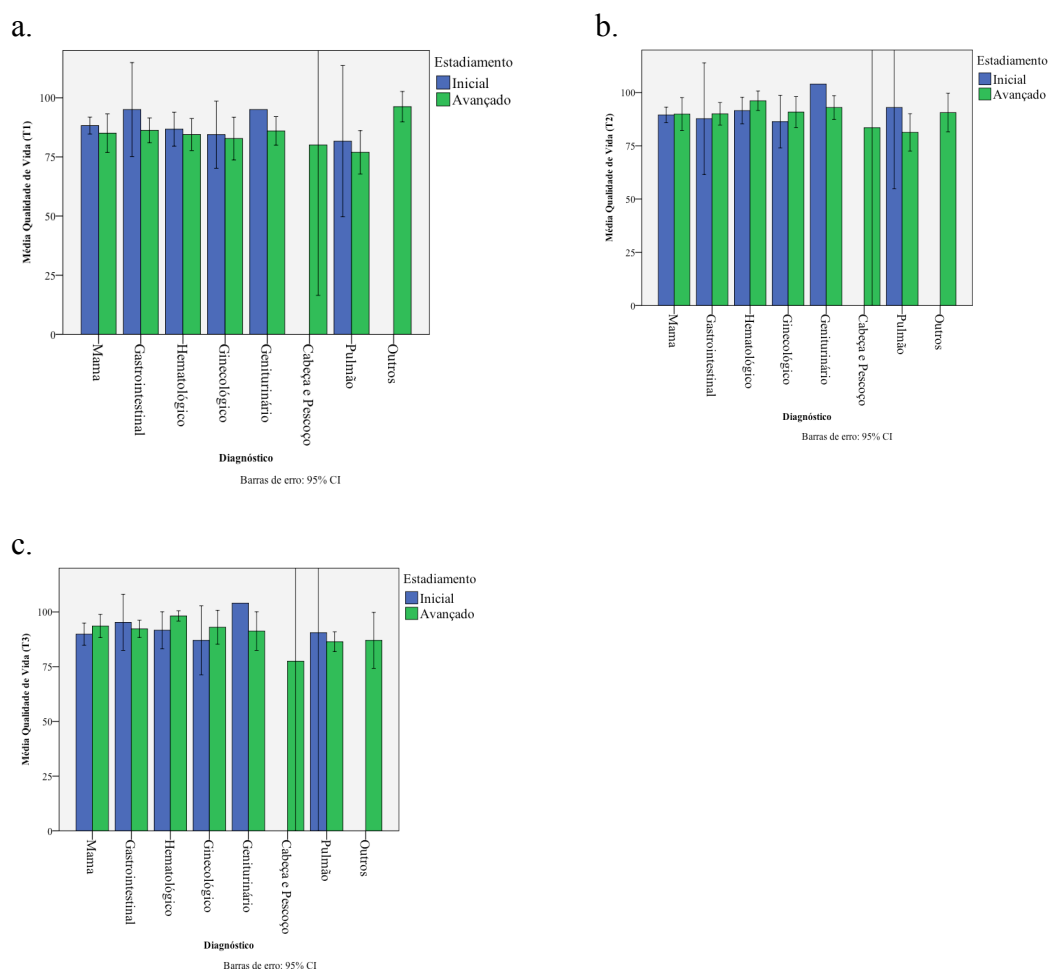 a.
Média Qualidade de Vida (T1)
100
75
50
25
0
Mama
Gastrointestinal
Hematológico
Ginecológico
Geniturinário
Cabeça e Pescoço
Pulmão
Outros
Diagnóstico
Barras de erro: 95% CI
Estadiamento
Inicial
Avançado
b.
Média Qualidade de Vida (T2)
100
75
50
25
0
Mama
Gastrointestinal
Hematológico
Ginecológico
Geniturinário
Cabeça e Pescoço
Pulmão
Outros
Diagnóstico
Barras de erro: 95% CI
Estadiamento
Inicial
Avançado
c.
Média Qualidade de Vida (T3)
100
75
50
25
0
Mama
Gastrointestinal
Hematológico
Ginecológico
Geniturinário
Cabeça e Pescoço
Pulmão
Outros
Diagnóstico
Barras de erro: 95% CI
Estadiamento
Inicial
Avançado